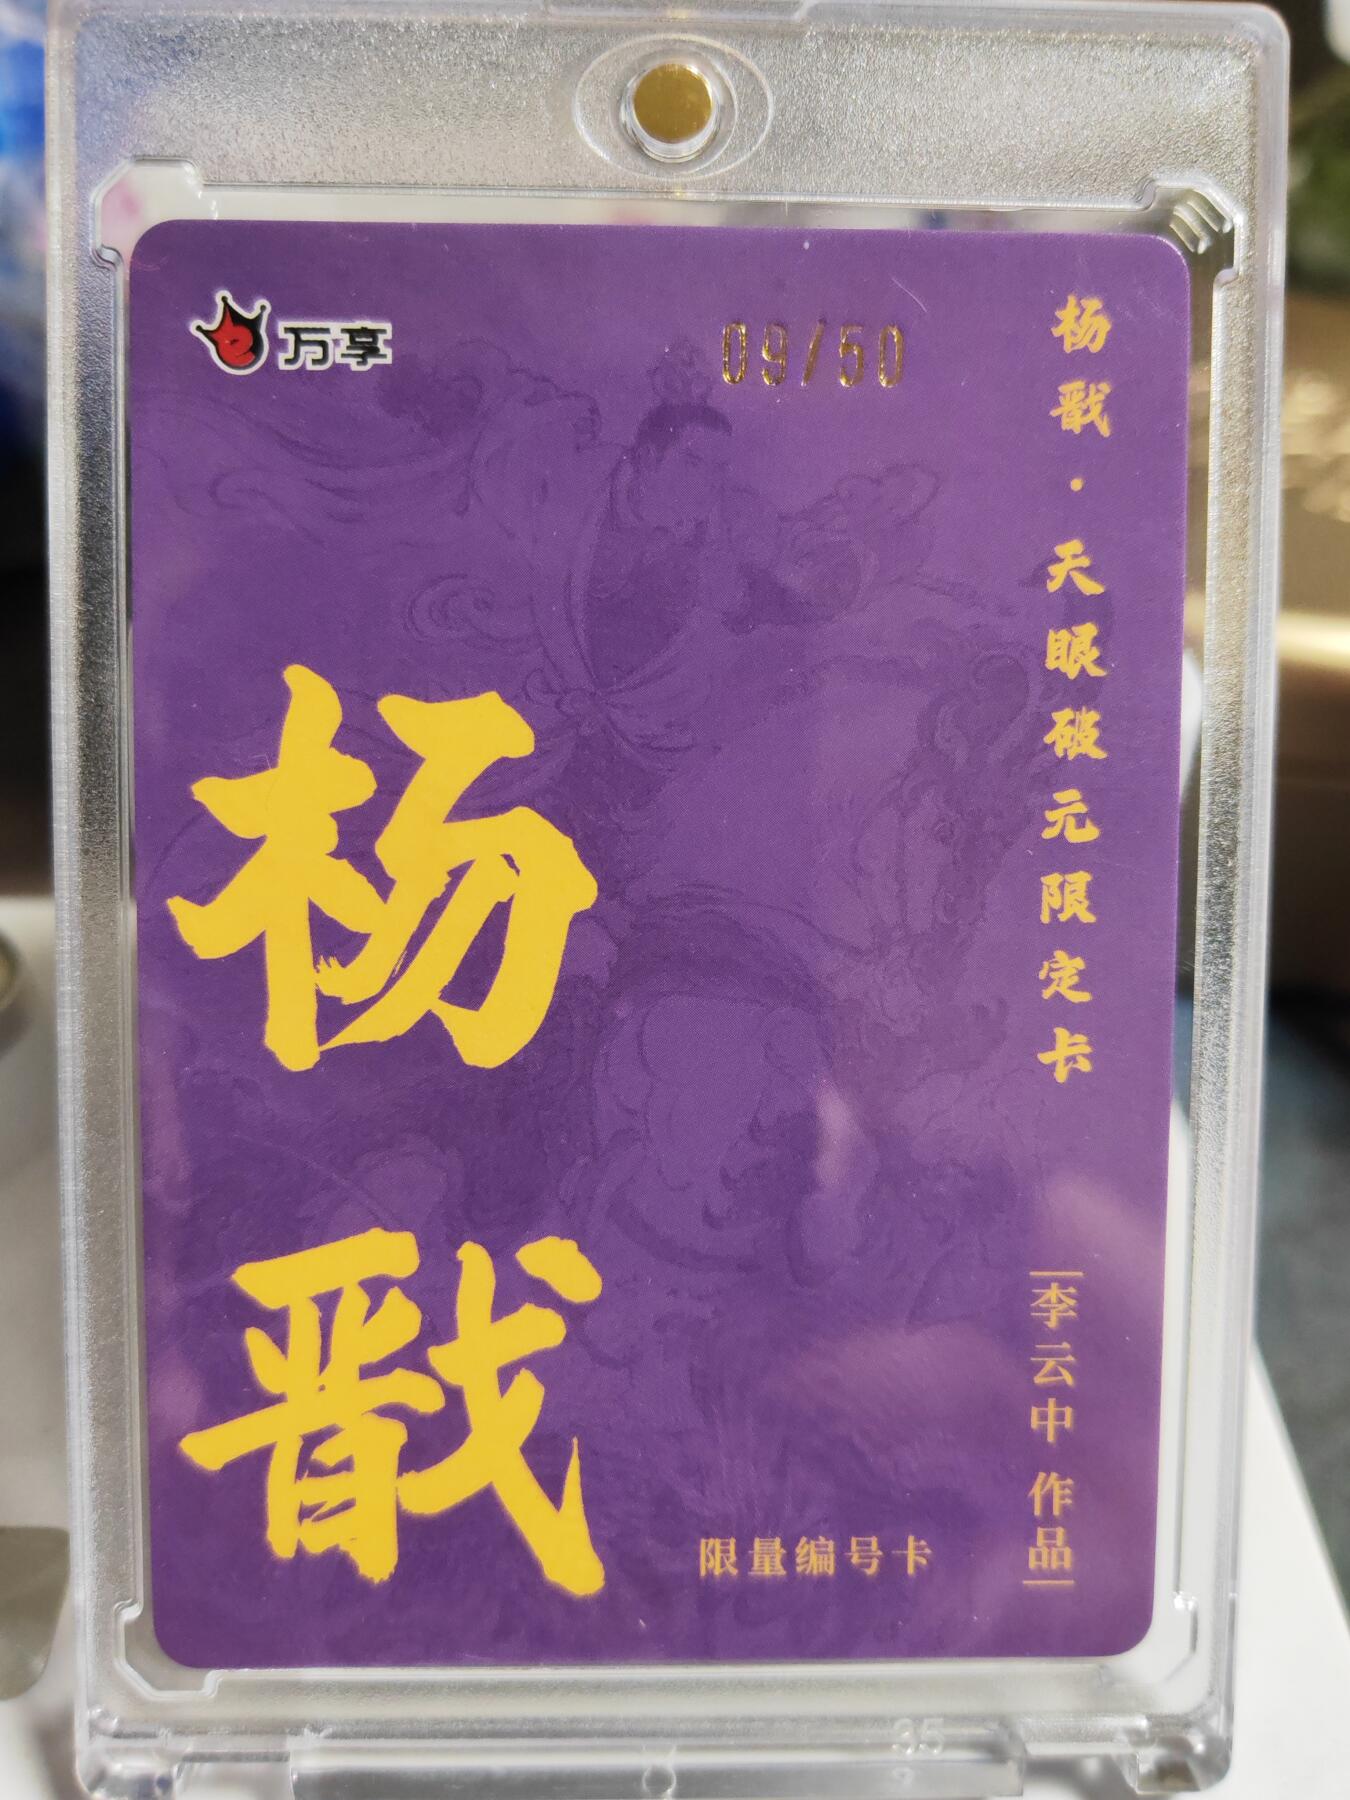 万享
09/50
杨戬·天眼破元限定卡
杨戬
李云中 作品
限量编号卡
35